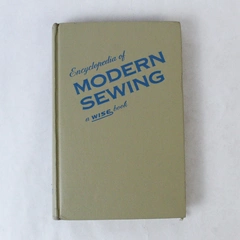 Encyclopedia of
MODERN
SEWING
a WISE book